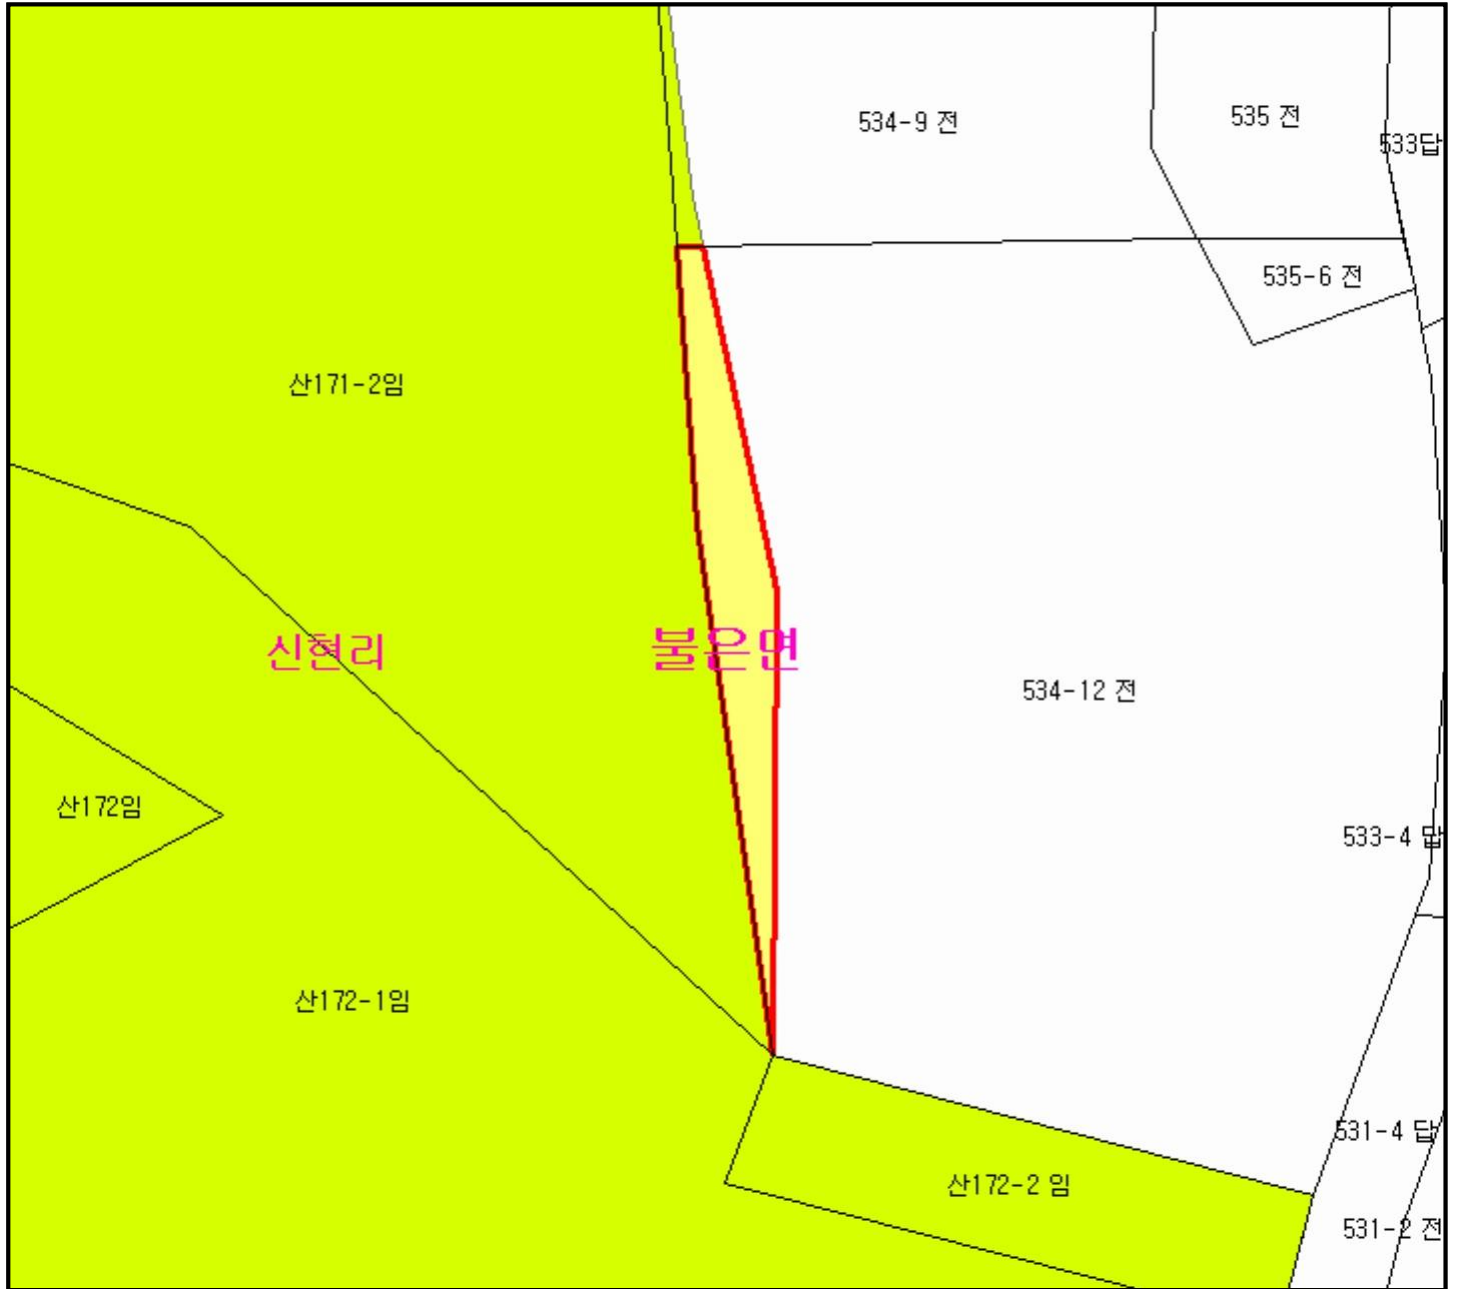 534-9 전
535 전
533답
535-6 전
산171-2임
신현리
불은면
534-12 전
산172임
533-4 답
산172-1임
531-4 답
산172-2 임
531-2 전